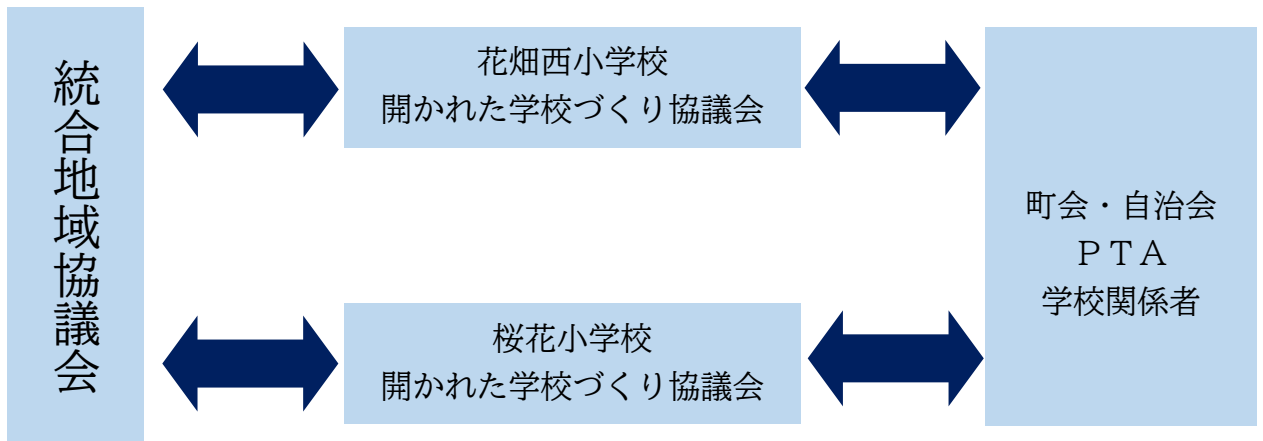 統合地域協議会
花畑西小学校
開かれた学校づくり協議会
桜花小学校
開かれた学校づくり協議会
町会・自治会
ＰＴＡ
学校関係者